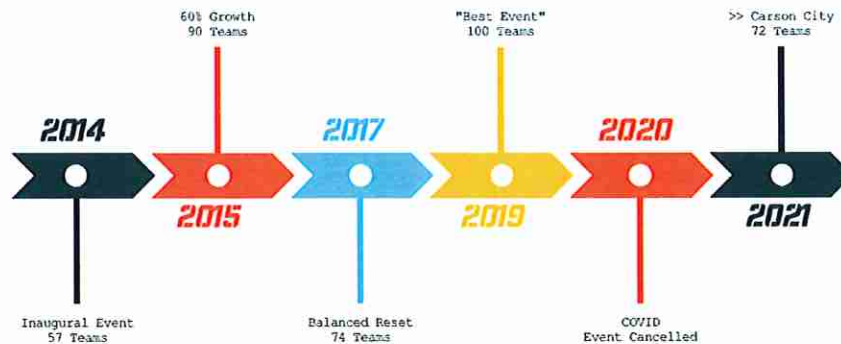 60% Growth
90 Teams
"Best Event"
100 Teams
>> Carson City
72 Teams
2014
2017
2020
2015
2019
2021
Inaugural Event
57 Teams
Balanced Reset
74 Teams
COVID
Event Cancelled